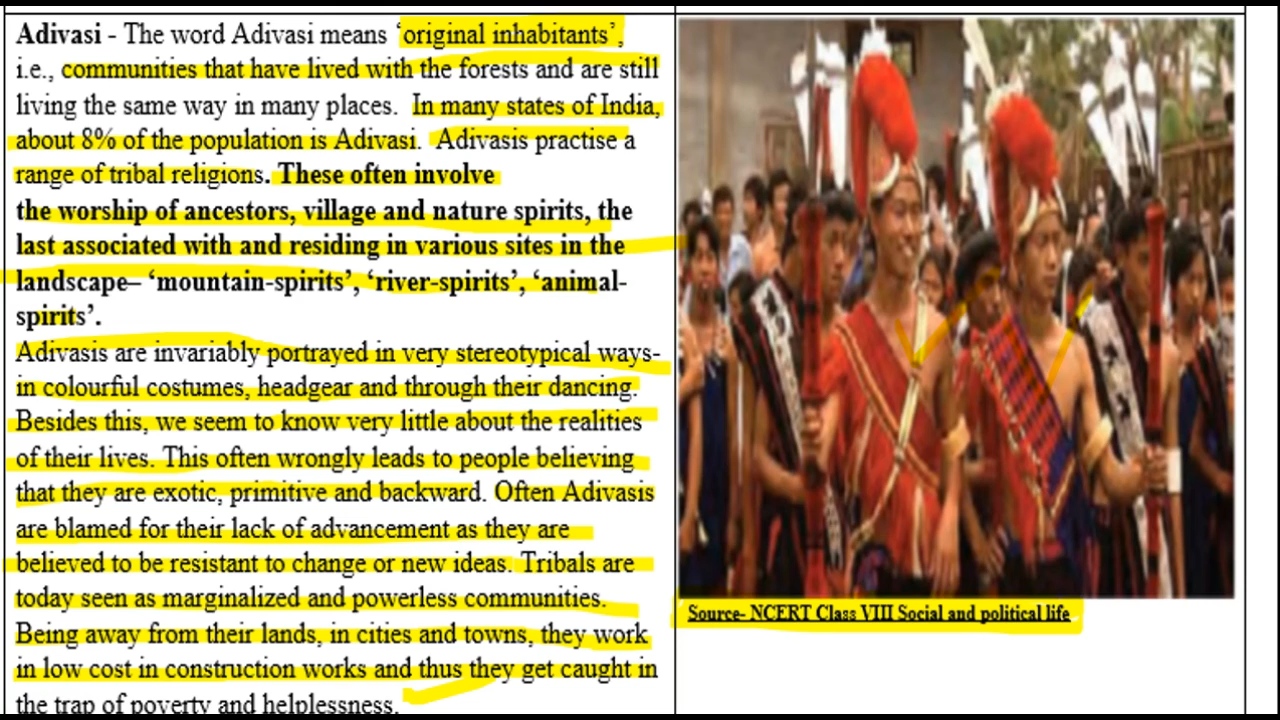 Adivasi - The word Adivasi means ‘original inhabitants’,
i.e., communities that have lived with the forests and are still
living the same way in many places. In many states of India,
about 8% of the population is Adivasi. Adivasis practise a
range of tribal religions. These often involve
the worship of ancestors, village and nature spirits, the
last associated with and residing in various sites in the
landscape– ‘mountain-spirits’, ‘river-spirits’, ‘animal-
spirits’.
Adivasis are invariably portrayed in very stereotypical ways-
in colourful costumes, headgear and through their dancing.
Besides this, we seem to know very little about the realities
of their lives. This often wrongly leads to people believing
that they are exotic, primitive and backward. Often Adivasis
are blamed for their lack of advancement as they are
believed to be resistant to change or new ideas. Tribals are
today seen as marginalized and powerless communities.
Being away from their lands, in cities and towns, they work
in low cost in construction works and thus they get caught in
the trap of poverty and helplessness.
Source- NCERT Class VIII Social and political life